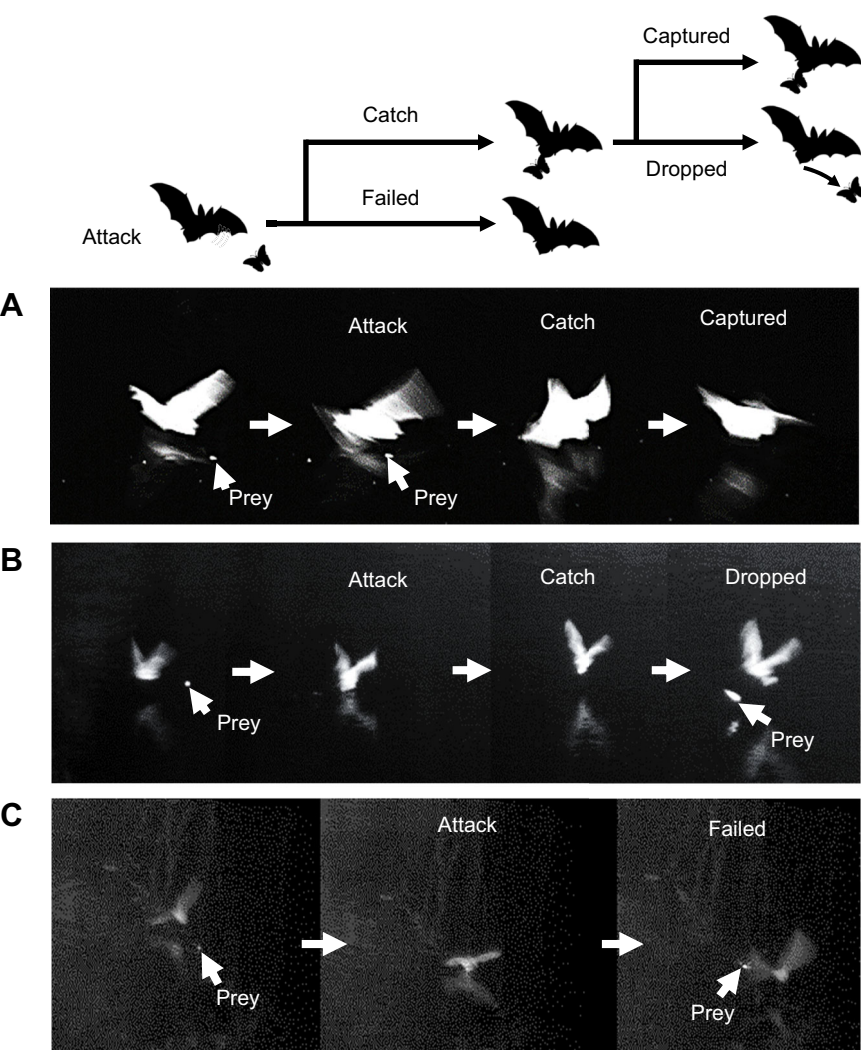 Captured
Catch
Dropped
Failed
Attack
A
Attack
Catch
Captured
Prey
Prey
B
Attack
Catch
Dropped
Prey
Prey
C
Attack
Failed
Prey
Prey